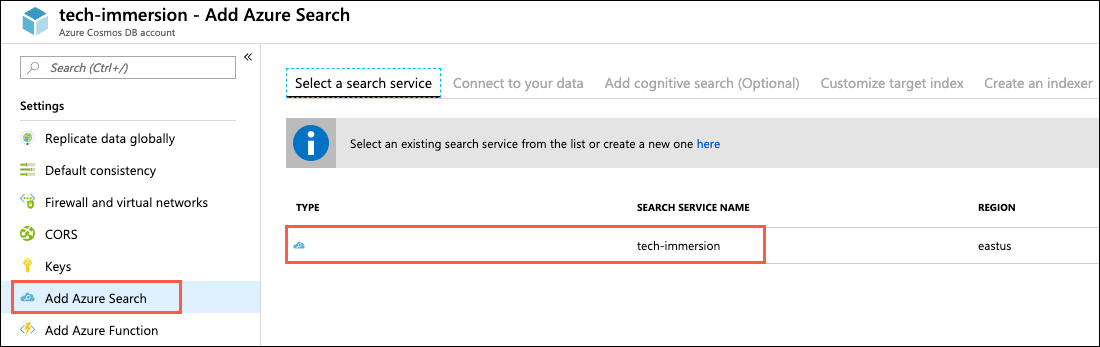 tech-immersion - Add Azure Search
Azure Cosmos DB account
Search (Ctrl+/)
Settings
Replicate data globally
Default consistency
Firewall and virtual networks
CORS
Keys
Add Azure Search
Add Azure Function
Select a search service Connect to your data Add cognitive search (Optional) Customize target index Create an indexer
Select an existing search service from the list or create a new one here
TYPE SEARCH SERVICE NAME REGION
tech-immersion eastus